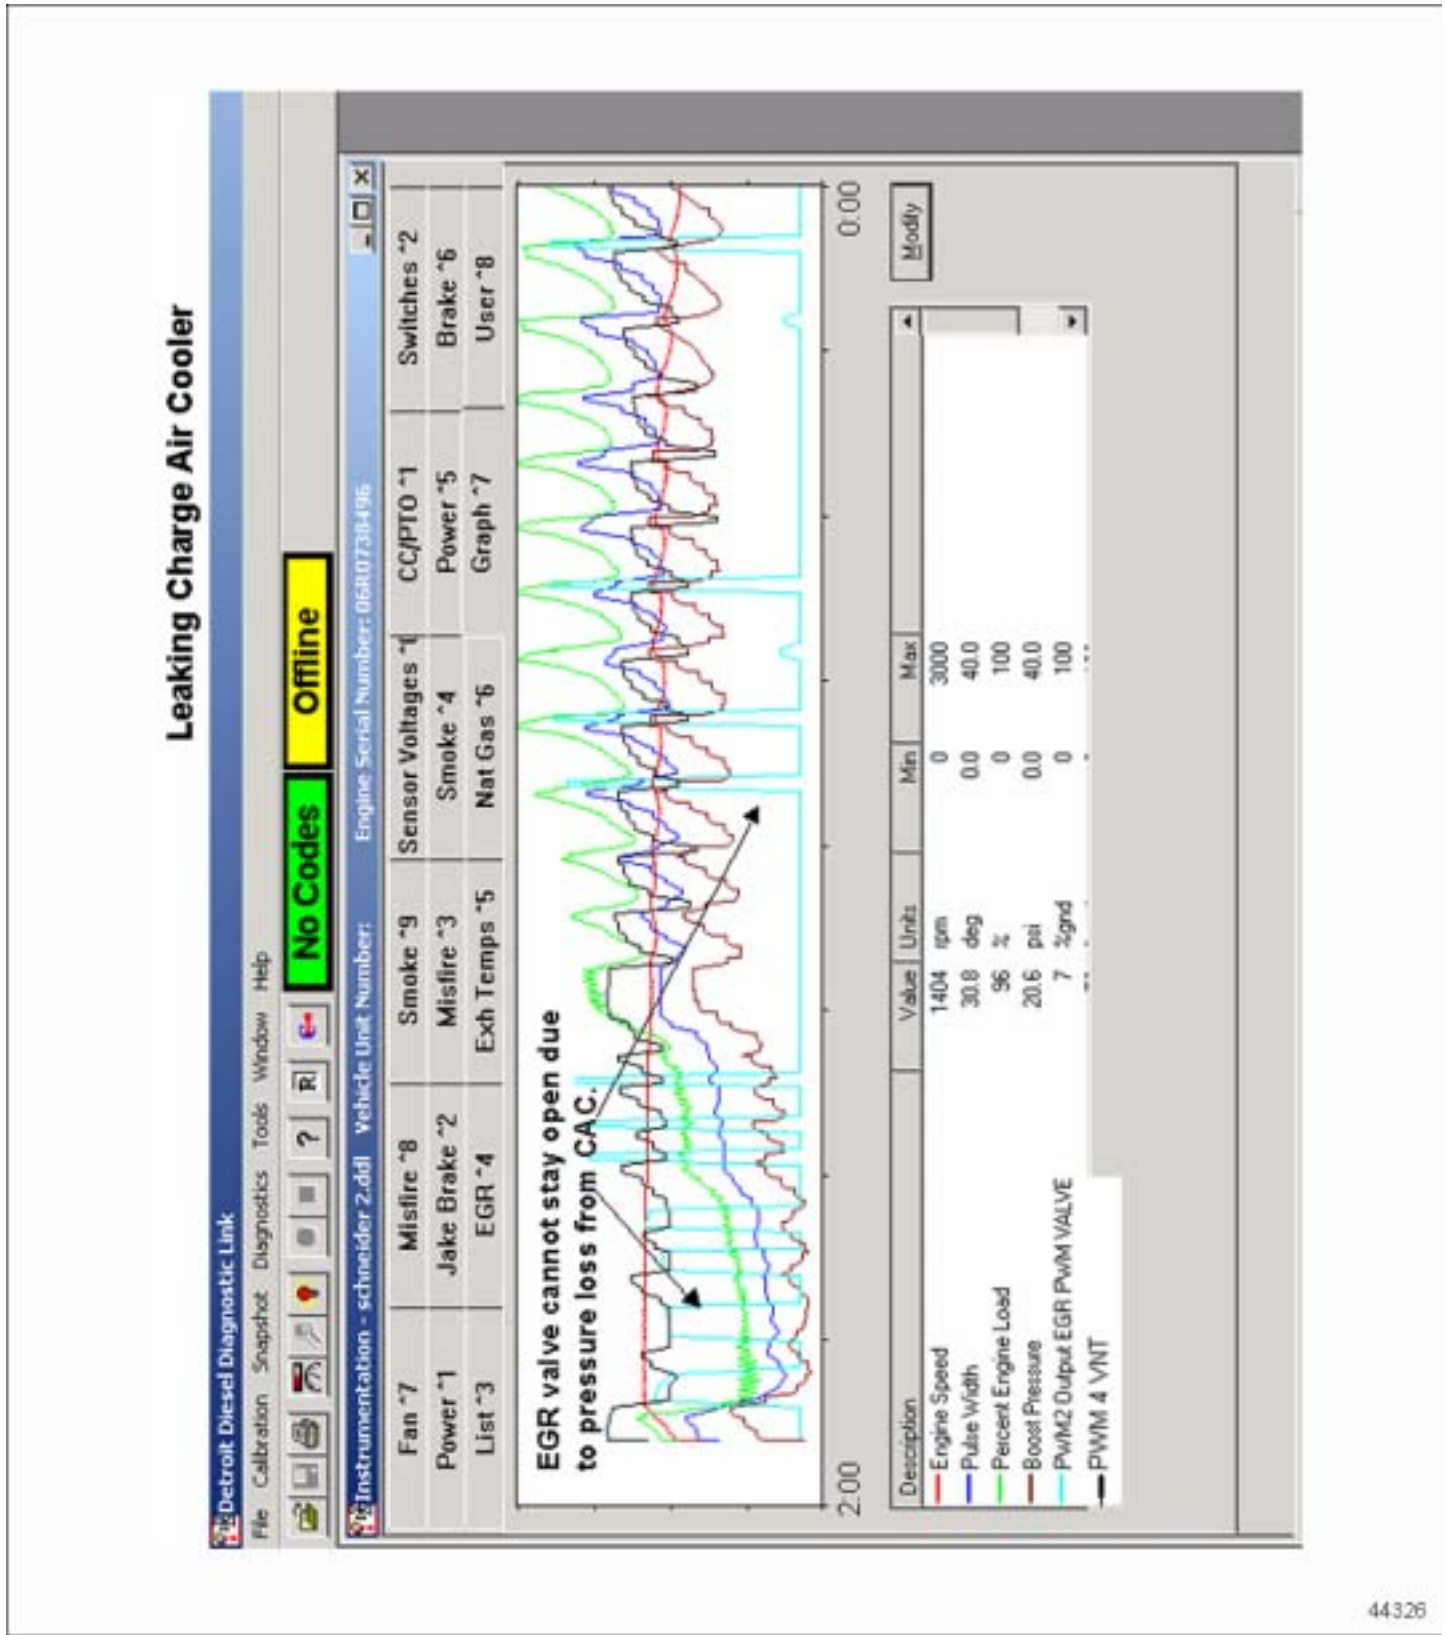 Leaking Charge Air Cooler
Detroit Diesel Diagnostic Link
File Calibration Snapshot Diagnostics Tools Window Help
? R No Codes Offline
Instrumentation - schneider 2.ddl Vehicle Unit Number: Engine Serial Number: 06R0738496
Fan ^7 Misfire ^8 Smoke ^9 Sensor Voltages ^1 CC/PTO ^1 Switches ^2
Power ^1 Jake Brake ^2 Misfire ^3 Smoke ^4 Power ^5 Brake ^6
List ^3 EGR ^4 Exh Temps ^5 Nat Gas ^6 Graph ^7 User ^8
EGR valve cannot stay open due
to pressure loss from CAC.
2:00 0:00
Description Value Units Min Max Modify
Engine Speed 1404 rpm 0 3000
Pulse Width 30.8 deg 0.0 40.0
Percent Engine Load 96 % 0 100
Boost Pressure 20.6 psi 0.0 40.0
PWM2 Output EGR PWM VALVE 7 %gnd 0 100
PWM 4 VNT
44326